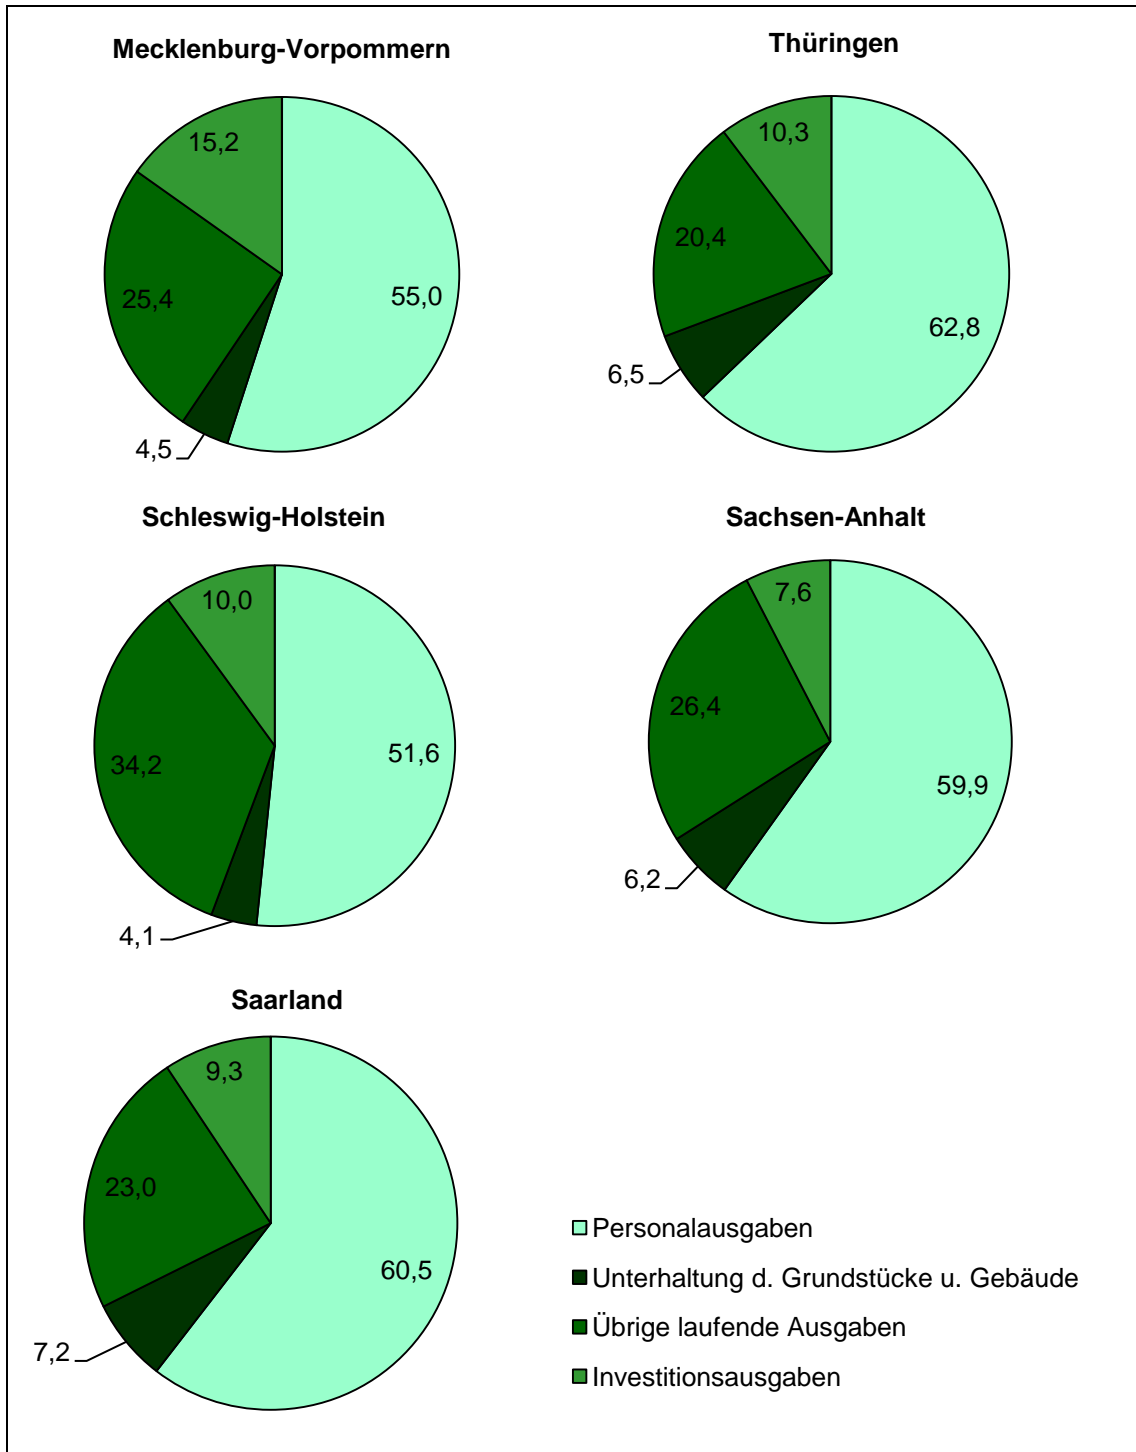 Mecklenburg-Vorpommern
15,2
25,4
55,0
4,5
Thüringen
10,3
20,4
62,8
6,5
Schleswig-Holstein
10,0
34,2
51,6
4,1
Sachsen-Anhalt
7,6
26,4
59,9
6,2
Saarland
9,3
23,0
60,5
7,2
Personalausgaben
Unterhaltung d. Grundstücke u. Gebäude
Übrige laufende Ausgaben
Investitionsausgaben